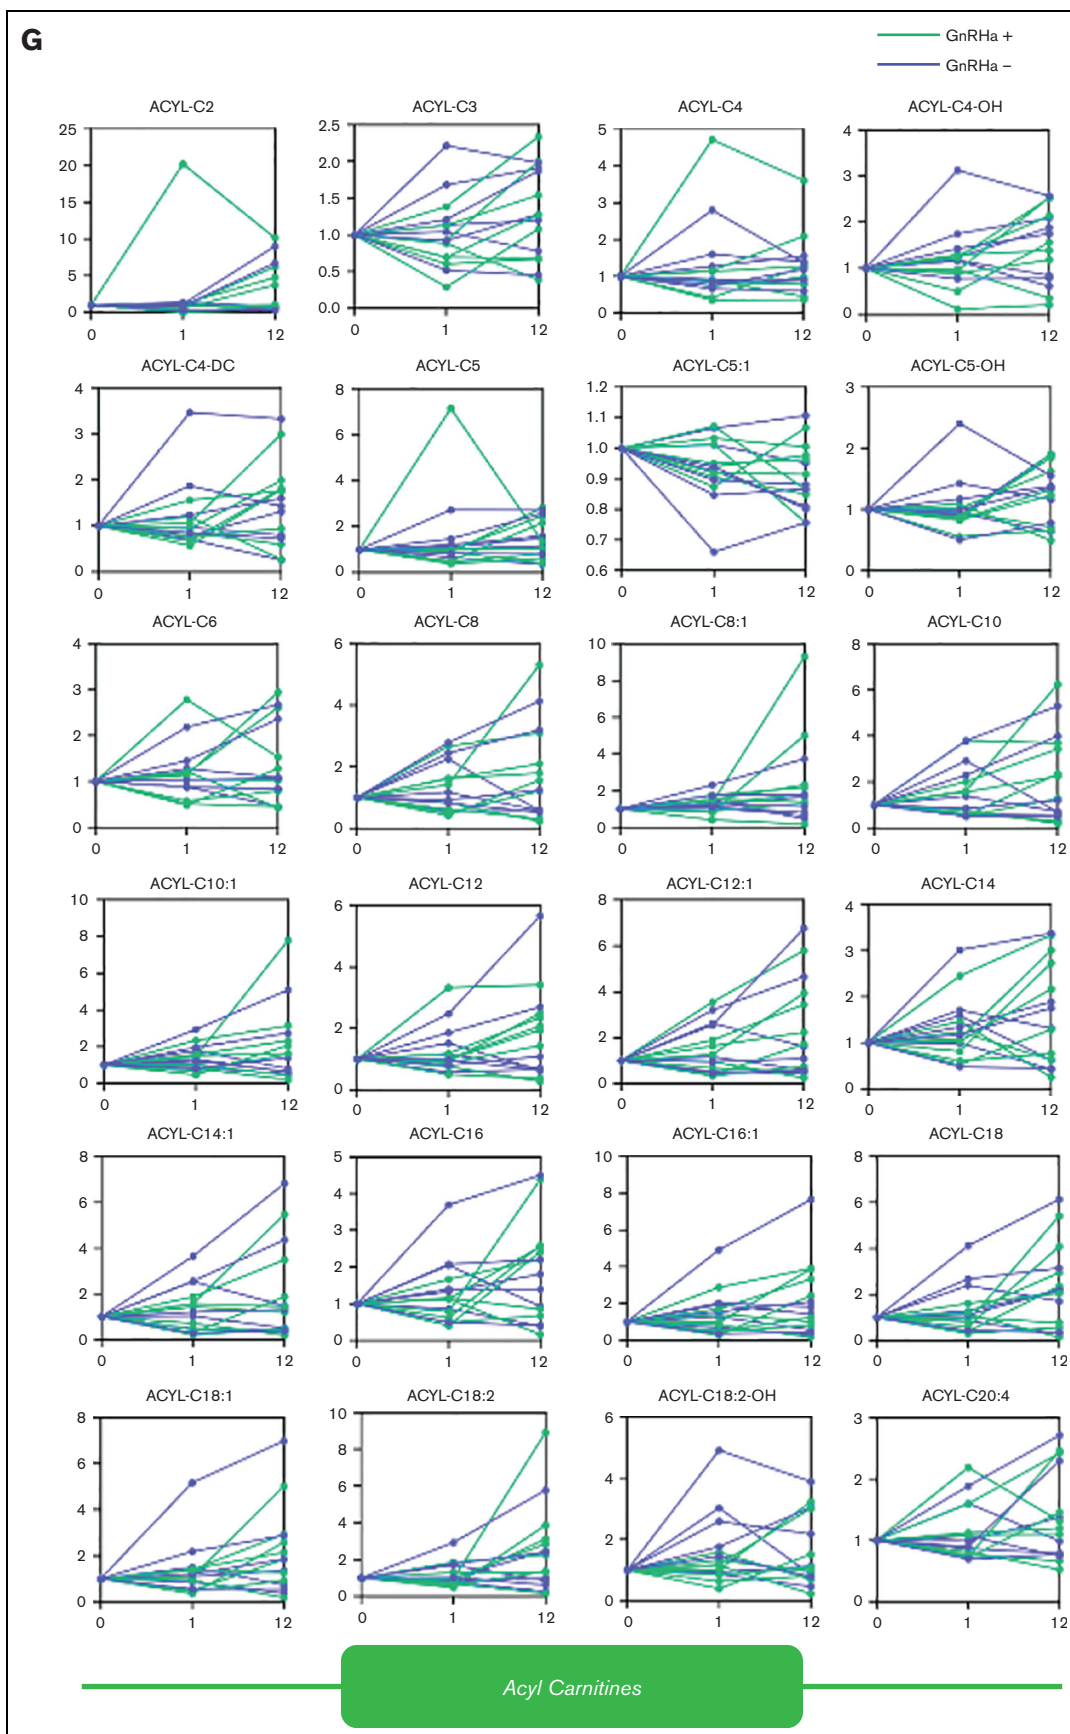 G
GnRHa +
GnRHa −
ACYL-C2 ACYL-C3 ACYL-C4 ACYL-C4-OH
25 20 15 10 5 0
0 1 12
2.5 2.0 1.5 1.0 0.5 0.0
0 1 12
5 4 3 2 1 0
0 1 12
4 3 2 1 0
0 1 12
ACYL-C4-DC ACYL-C5 ACYL-C5:1 ACYL-C5-OH
4 3 2 1 0
0 1 12
8 6 4 2 1 0
0 1 12
1.2 1.1 1.0 0.9 0.8 0.7 0.6
0 1 12
3 2 1 0
0 1 12
ACYL-C6 ACYL-C8 ACYL-C8:1 ACYL-C10
4 3 2 1 0
0 1 12
6 4 2 1 0
0 1 12
10 8 6 4 2 1 0
0 1 12
8 6 4 2 1 0
0 1 12
ACYL-C10:1 ACYL-C12 ACYL-C12:1 ACYL-C14
10 8 6 4 2 1 0
0 1 12
6 4 2 1 0
0 1 12
8 6 4 2 1 0
0 1 12
4 3 2 1 0
0 1 12
ACYL-C14:1 ACYL-C16 ACYL-C16:1 ACYL-C18
8 6 4 2 1 0
0 1 12
5 4 3 2 1 0
0 1 12
10 8 6 4 2 1 0
0 1 12
8 6 4 2 1 0
0 1 12
ACYL-C18:1 ACYL-C18:2 ACYL-C18:2-OH ACYL-C20:4
8 6 4 2 1 0
0 1 12
10 8 6 4 2 1 0
0 1 12
6 4 2 1 0
0 1 12
3 2 1 0
0 1 12
Acyl Carnitines